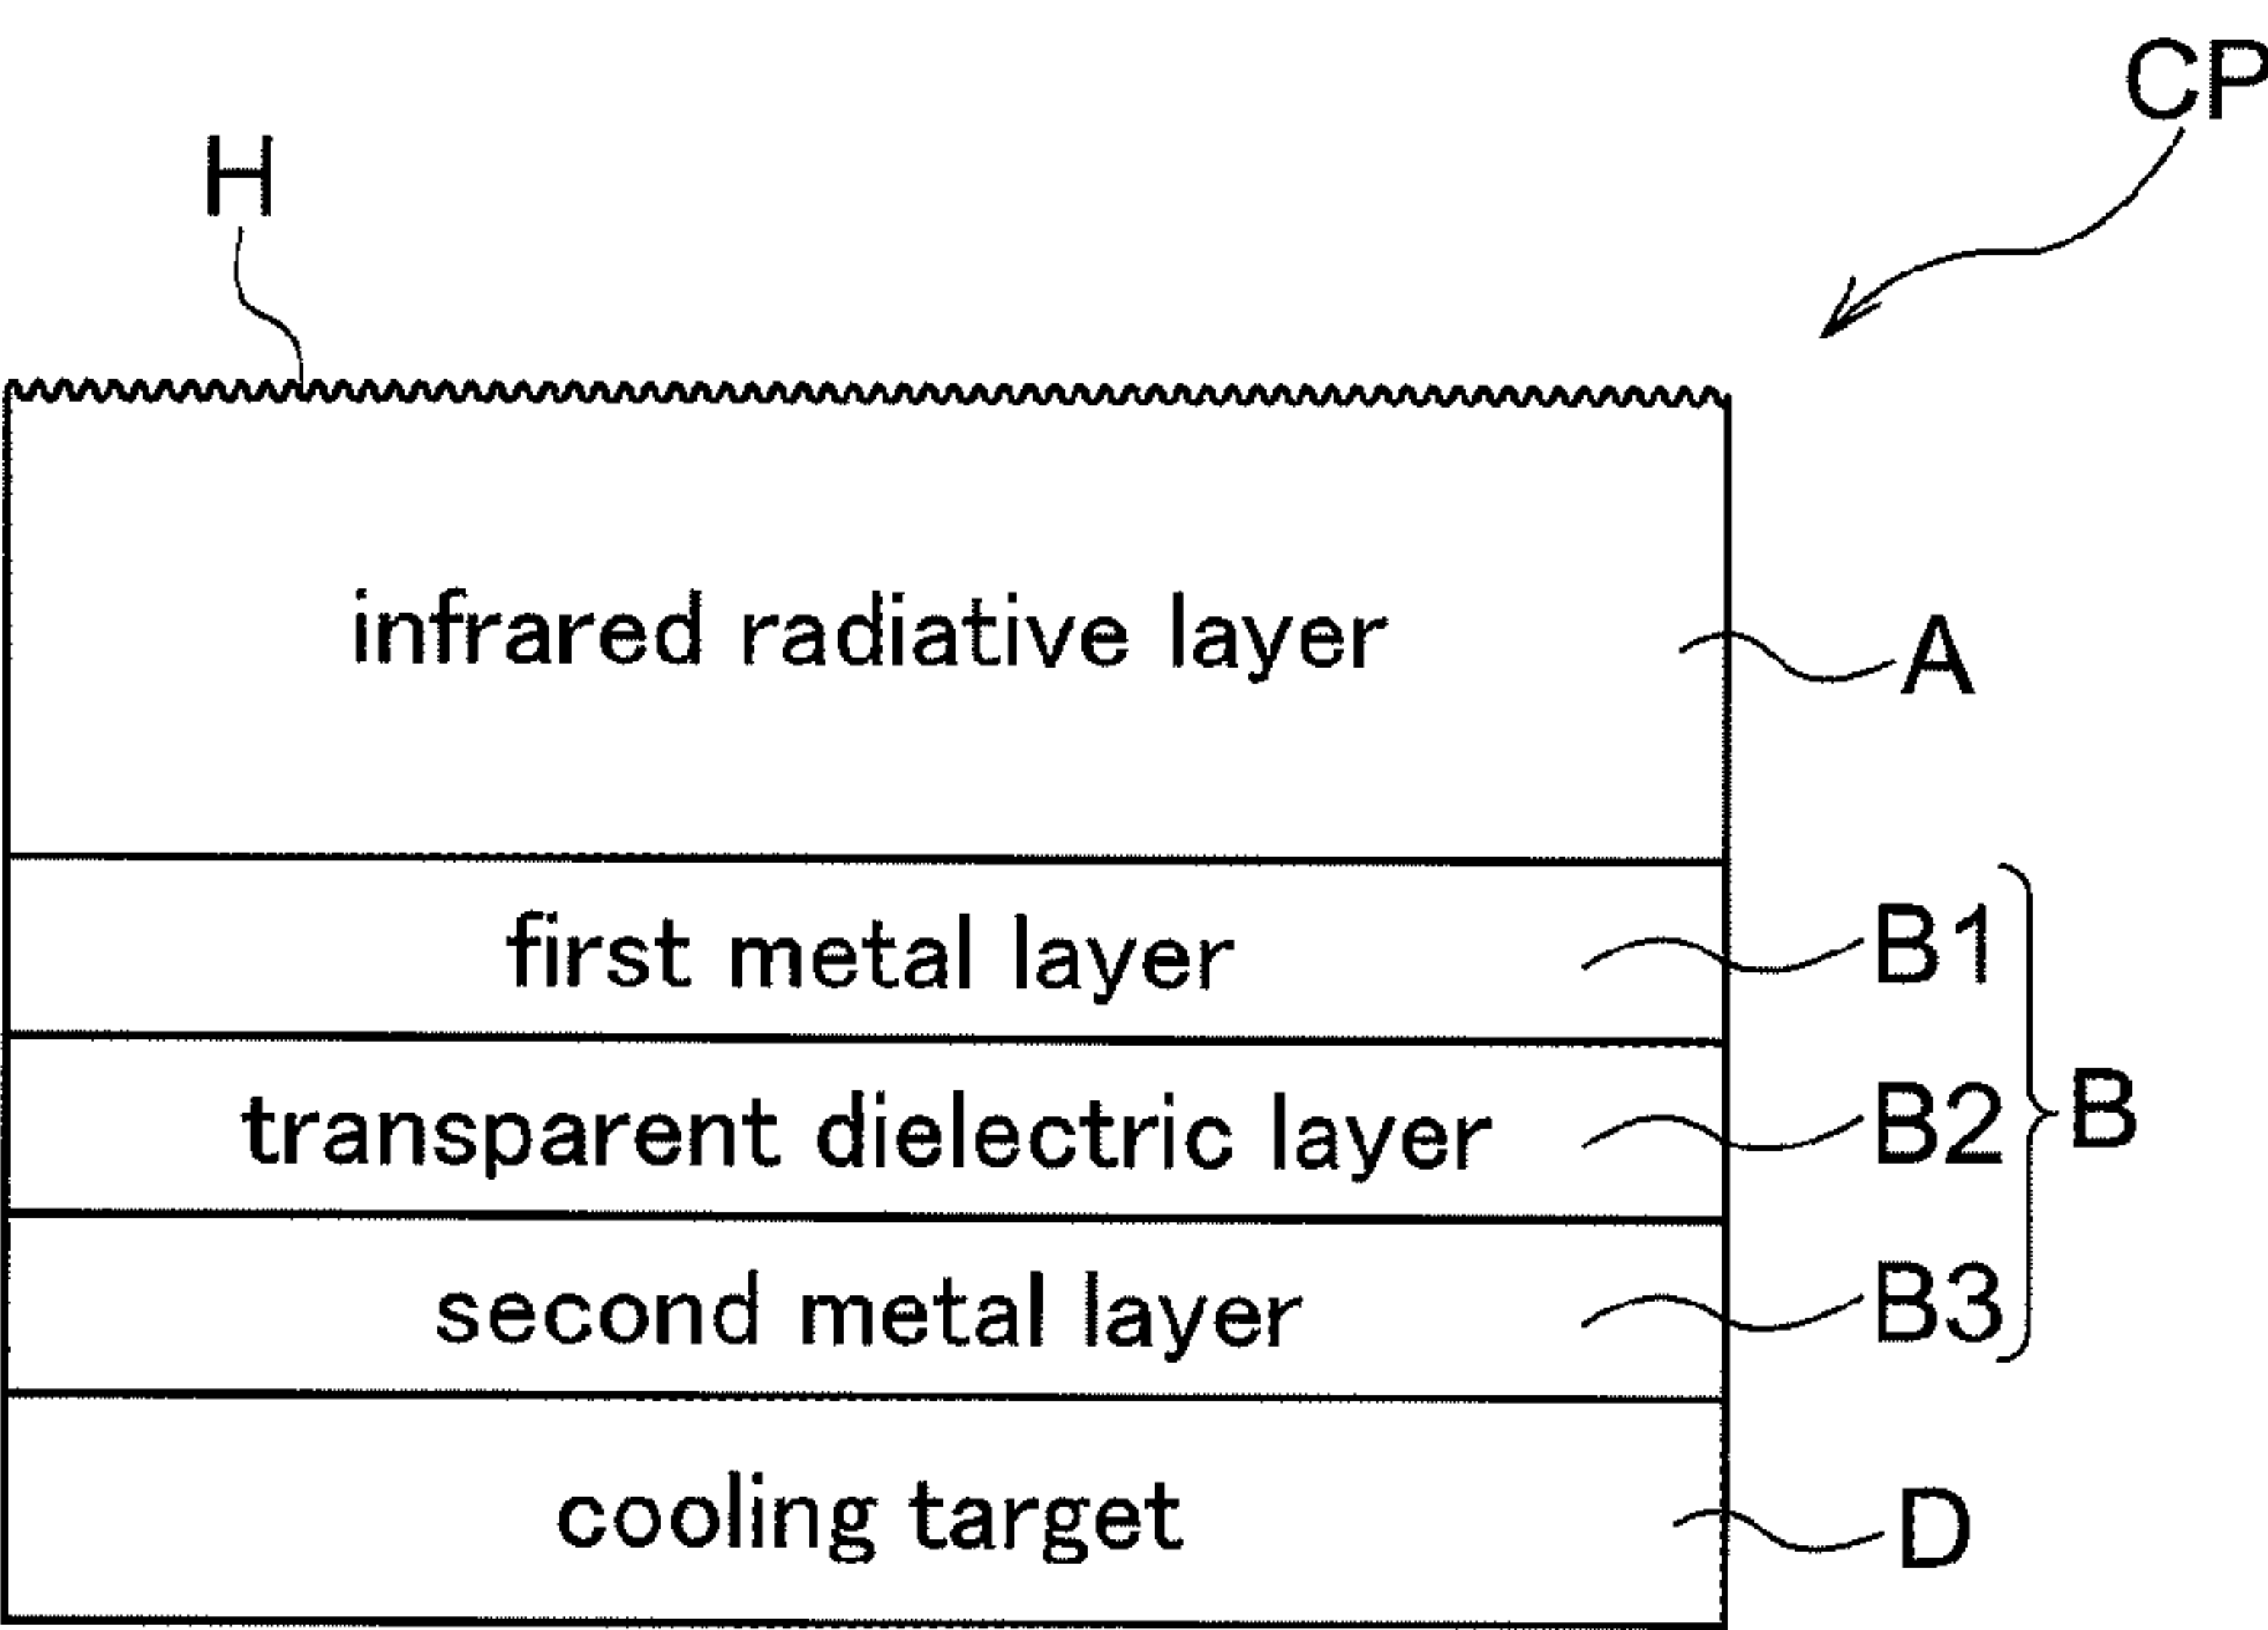 CP
H
infrared radiative layer
A
first metal layer
B1
transparent dielectric layer
B2
B
second metal layer
B3
cooling target
D